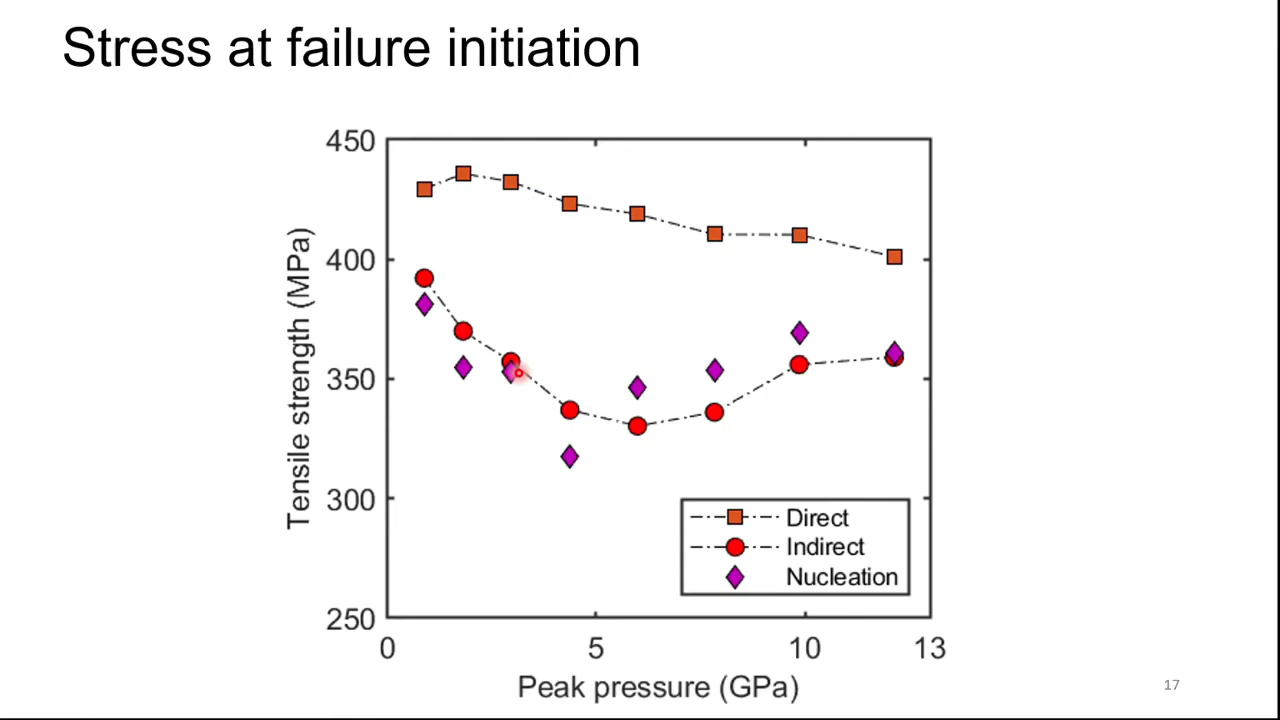 Stress at failure initiation
450
400
350
300
250
Tensile strength (MPa)
Direct
Indirect
Nucleation
0 5 10 13
Peak pressure (GPa)
17